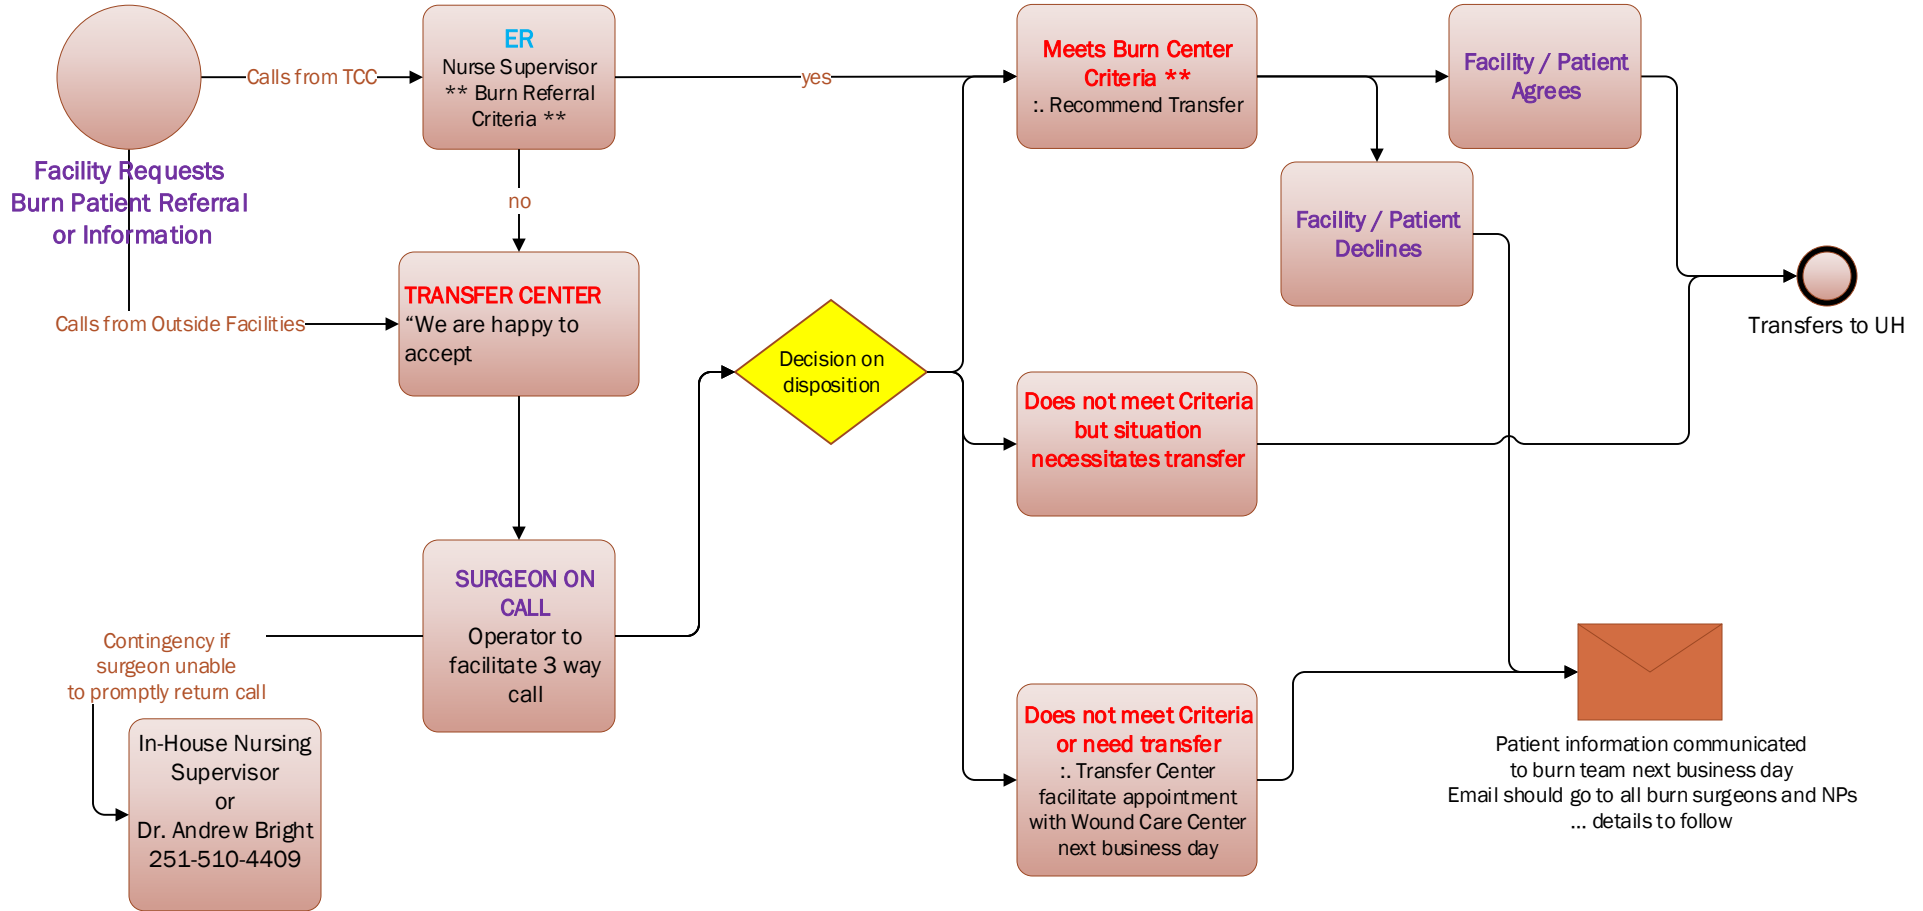 Facility Requests
Burn Patient Referral
or Information
Calls from TCC
ER
Nurse Supervisor
** Burn Referral
Criteria **
yes
no
Calls from Outside Facilities
TRANSFER CENTER
“We are happy to
accept
SURGEON ON
CALL
Operator to
facilitate 3 way
call
Contingency if
surgeon unable
to promptly return call
In-House Nursing
Supervisor
or
Dr. Andrew Bright
251-510-4409
Decision on
disposition
Meets Burn Center
Criteria **
:. Recommend Transfer
Facility / Patient
Agrees
Facility / Patient
Declines
Transfers to UH
Does not meet Criteria
but situation
necessitates transfer
Does not meet Criteria
or need transfer
:. Transfer Center
facilitate appointment
with Wound Care Center
next business day
Patient information communicated
to burn team next business day
Email should go to all burn surgeons and NPs
... details to follow